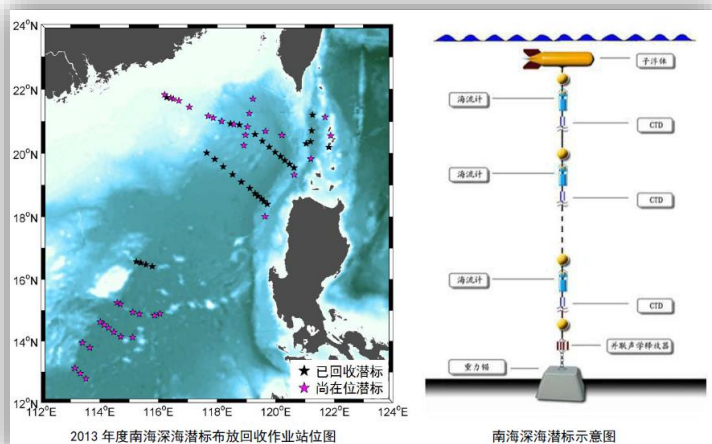 24°N
22°N
20°N
18°N
16°N
14°N
12°N
112°E
114°E
116°E
118°E
120°E
122°E
124°E
已回收潜标
尚在位潜标
2013 年度南海深海潜标布放回收作业站位图
子浮体
海流计
CTD
海流计
CTD
海流计
CTD
并联声学释放器
重力锚
南海深海潜标示意图